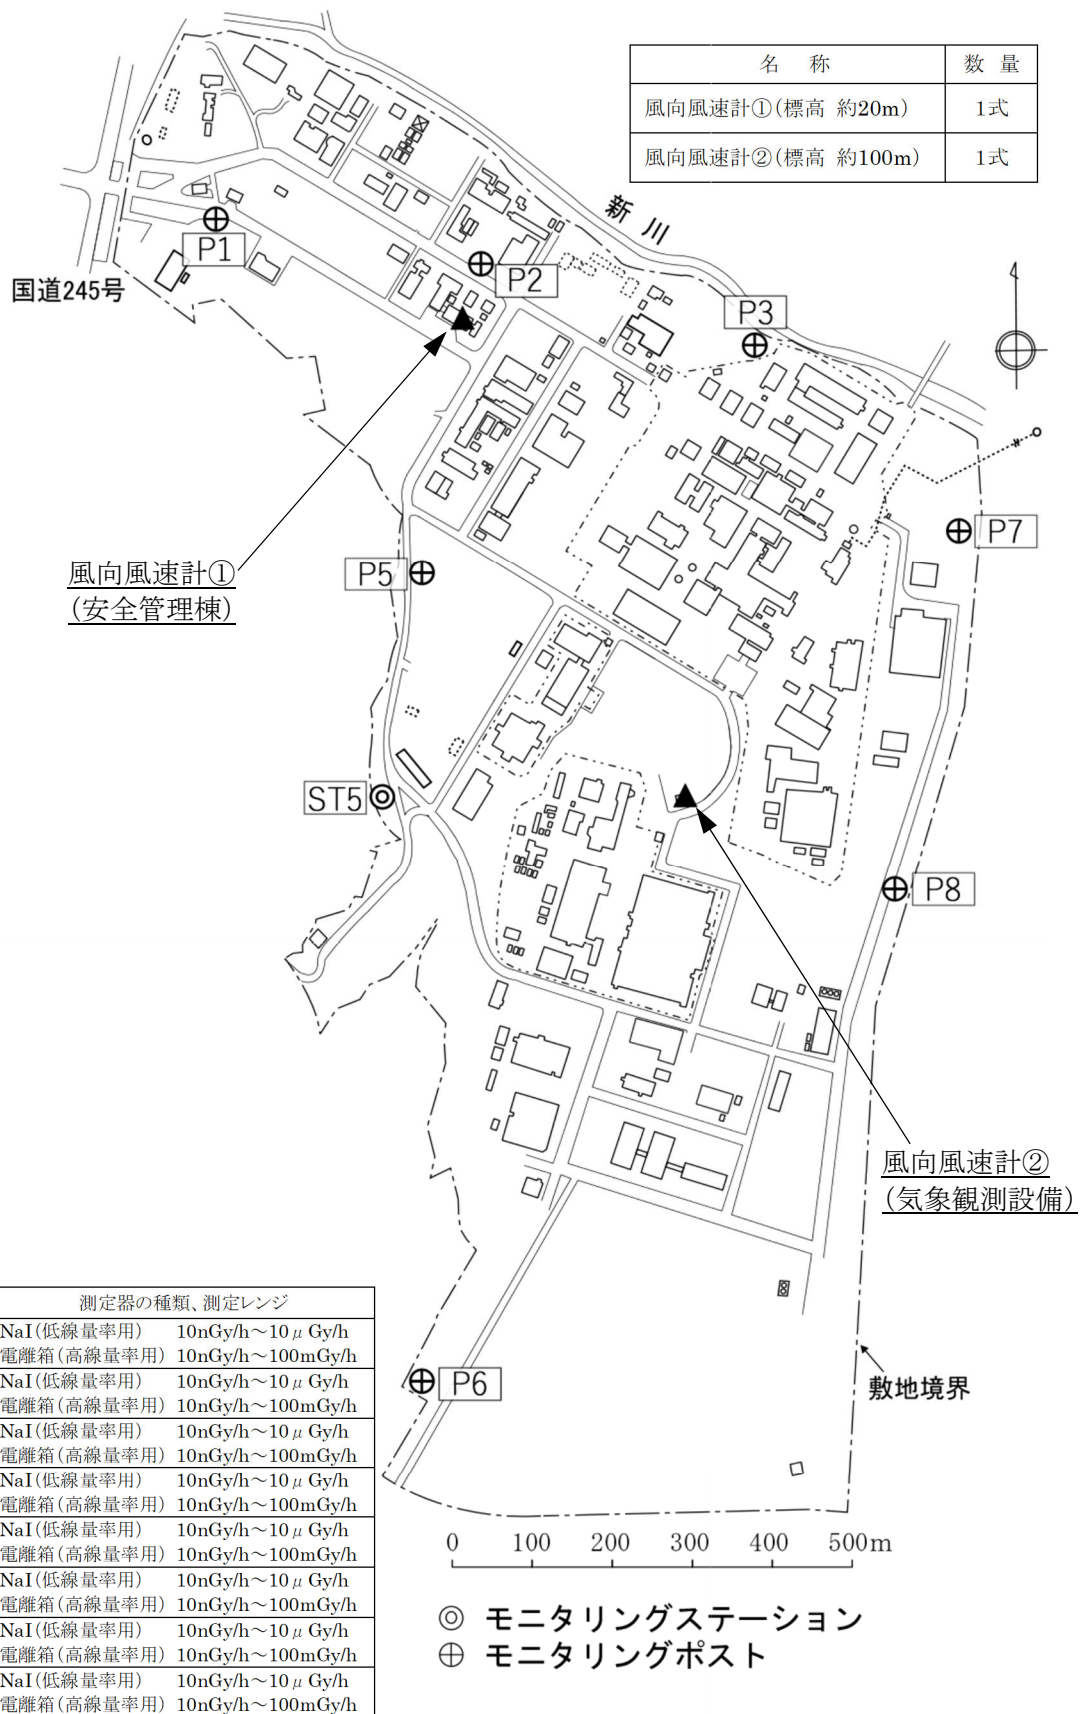 名 称 数 量
風向風速計①(標高 約20m) 1式
風向風速計②(標高 約100m) 1式
新川
P1
P2
国道245号
P3
P7
風向風速計①
(安全管理棟)
P5
ST5
P8
風向風速計②
(気象観測設備)
測定器の種類、測定レンジ
NaI(低線量率用) 10nGy/h～10μGy/h
電離箱(高線量率用) 10nGy/h～100mGy/h
NaI(低線量率用) 10nGy/h～10μGy/h
電離箱(高線量率用) 10nGy/h～100mGy/h
NaI(低線量率用) 10nGy/h～10μGy/h
電離箱(高線量率用) 10nGy/h～100mGy/h
NaI(低線量率用) 10nGy/h～10μGy/h
電離箱(高線量率用) 10nGy/h～100mGy/h
NaI(低線量率用) 10nGy/h～10μGy/h
電離箱(高線量率用) 10nGy/h～100mGy/h
NaI(低線量率用) 10nGy/h～10μGy/h
電離箱(高線量率用) 10nGy/h～100mGy/h
NaI(低線量率用) 10nGy/h～10μGy/h
電離箱(高線量率用) 10nGy/h～100mGy/h
NaI(低線量率用) 10nGy/h～10μGy/h
電離箱(高線量率用) 10nGy/h～100mGy/h
P6
敷地境界
0 100 200 300 400 500m
◎ モニタリングステーション
⊕ モニタリングポスト